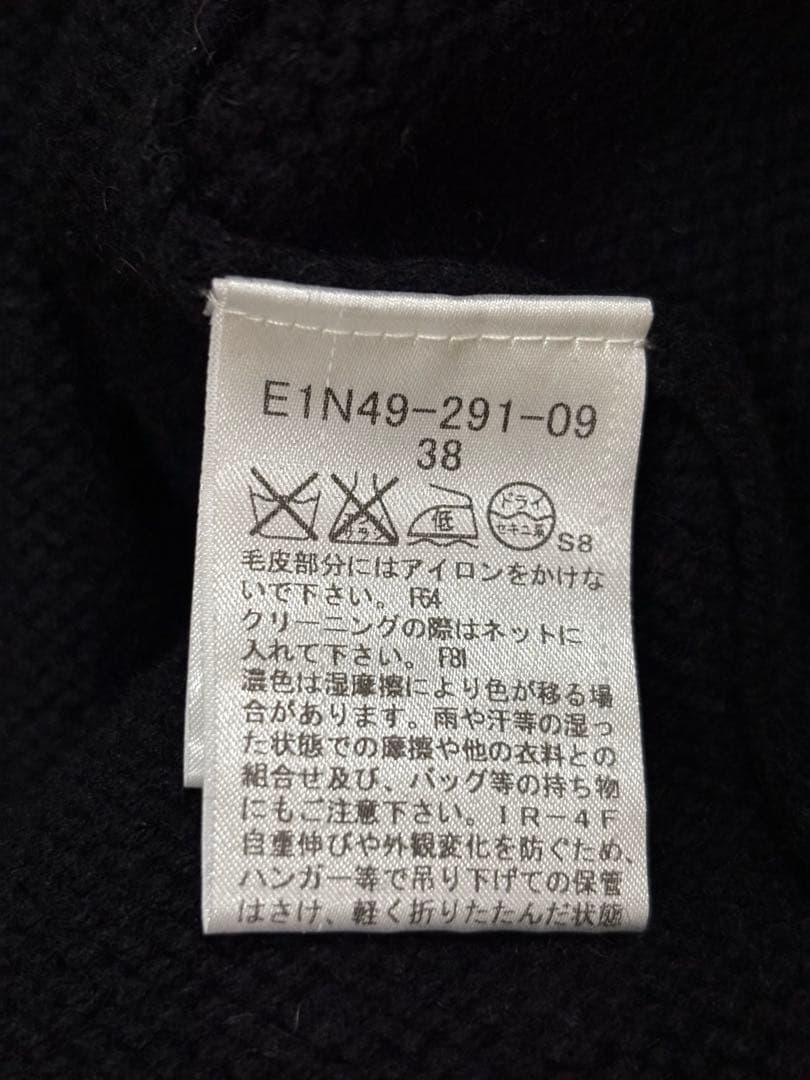 E1N49-291-09
38
エンソ サラシ 低 ドライ セキユ系 S8
毛皮部分にはアイロンをかけな
いで下さい。 F64
クリーニングの際はネットに
入れて下さい。 F81
濃色は湿摩擦により色が移る場
合があります。雨や汗等の湿っ
た状態での摩擦や他の衣料との
組合せ及び、バッグ等の持ち物
にもご注意下さい。IR-4F
自重伸びや外観変化を防ぐため、
ハンガー等で吊り下げての保管
はさけ、軽く折りたたんだ状態